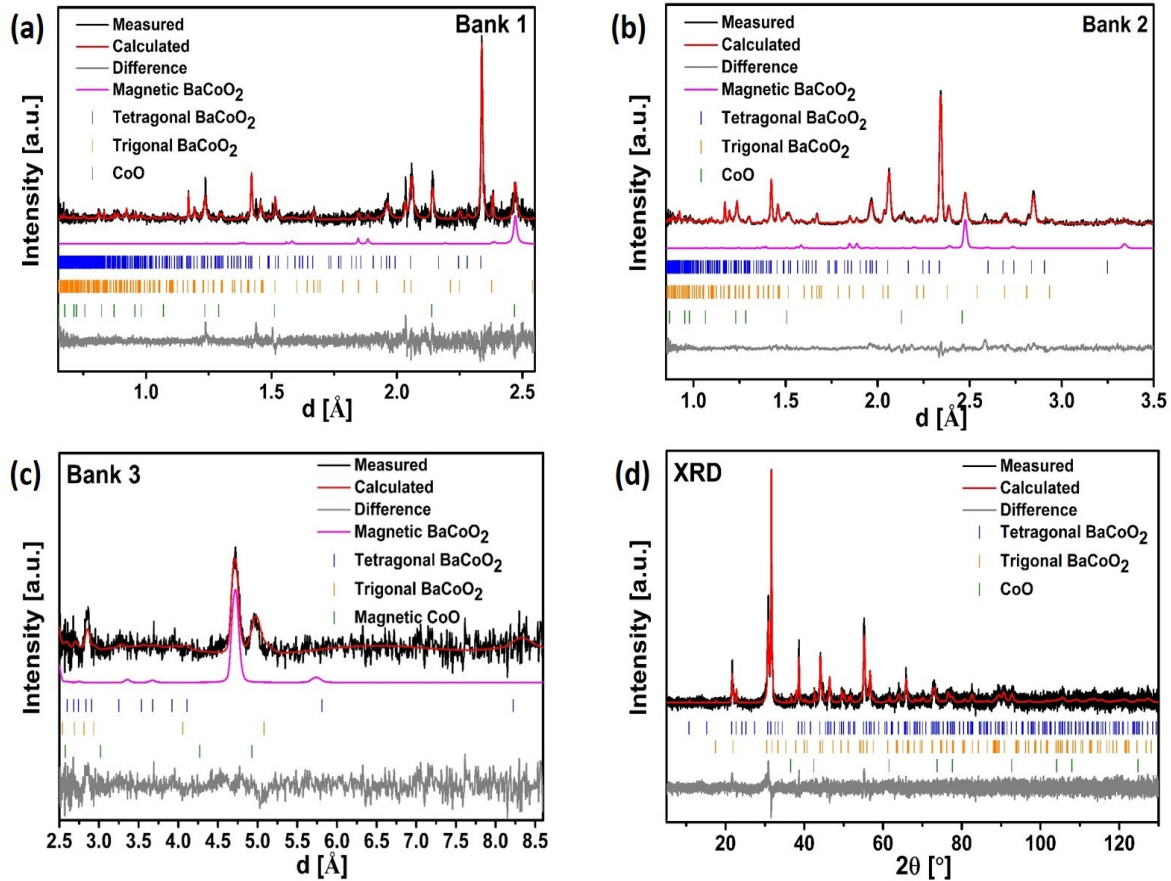 (a)
Bank 1
Measured
Calculated
Difference
Magnetic BaCoO₂
Tetragonal BaCoO₂
Trigonal BaCoO₂
CoO
Intensity [a.u.]
1.0 1.5 2.0 2.5
d [Å]
(b)
Bank 2
Measured
Calculated
Difference
Magnetic BaCoO₂
Tetragonal BaCoO₂
Trigonal BaCoO₂
CoO
Intensity [a.u.]
1.0 1.5 2.0 2.5 3.0 3.5
d [Å]
(c)
Bank 3
Measured
Calculated
Difference
Magnetic BaCoO₂
Tetragonal BaCoO₂
Trigonal BaCoO₂
Magnetic CoO
Intensity [a.u.]
2.5 3.0 3.5 4.0 4.5 5.0 5.5 6.0 6.5 7.0 7.5 8.0 8.5
d [Å]
(d)
XRD
Measured
Calculated
Difference
Tetragonal BaCoO₂
Trigonal BaCoO₂
CoO
Intensity [a.u.]
20 40 60 80 100 120
2θ [°]